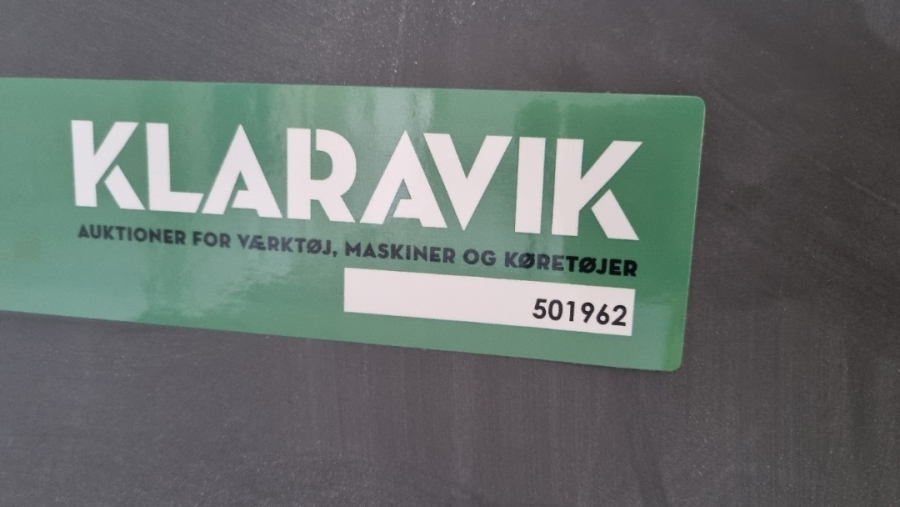 KLARAVIK
AUKTIONER FOR VÆRKTØJ, MASKINER OG KØRETØJER
501962